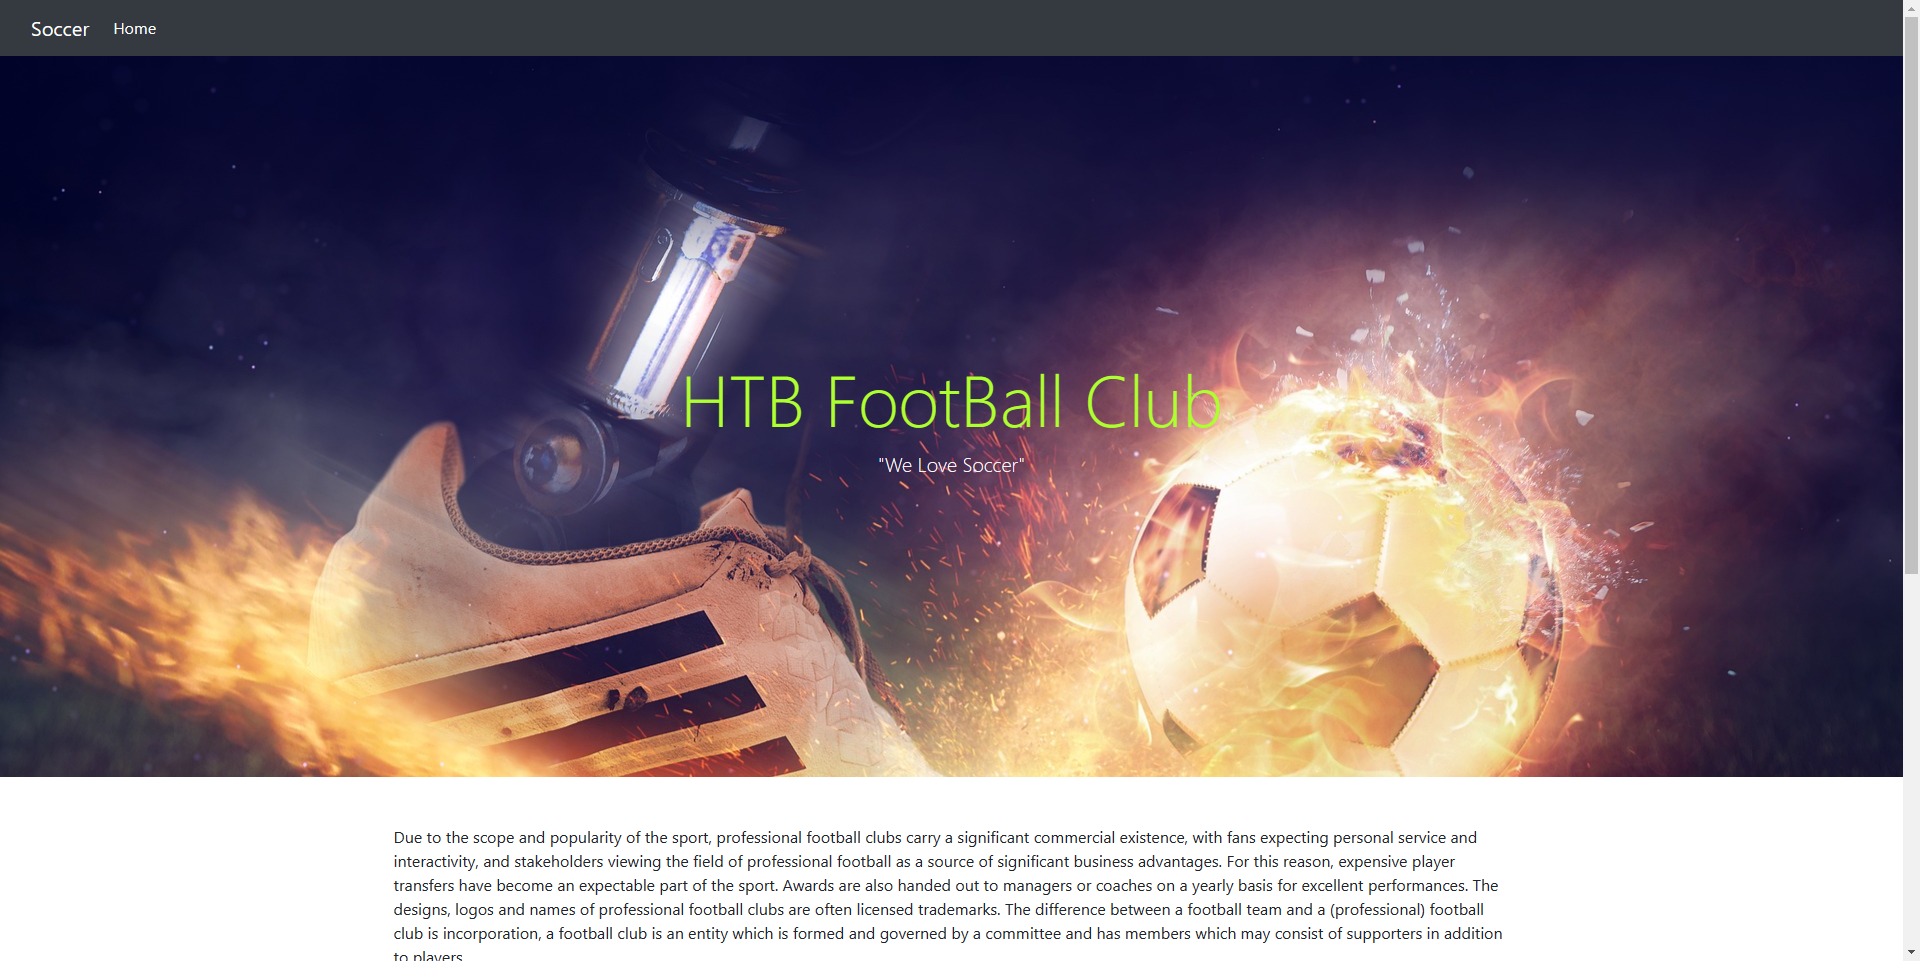 Soccer Home
HTB FootBall Club
"We Love Soccer"
Due to the scope and popularity of the sport, professional football clubs carry a significant commercial existence, with fans expecting personal service and
interactivity, and stakeholders viewing the field of professional football as a source of significant business advantages. For this reason, expensive player
transfers have become an expectable part of the sport. Awards are also handed out to managers or coaches on a yearly basis for excellent performances. The
designs, logos and names of professional football clubs are often licensed trademarks. The difference between a football team and a (professional) football
club is incorporation, a football club is an entity which is formed and governed by a committee and has members which may consist of supporters in addition
to players